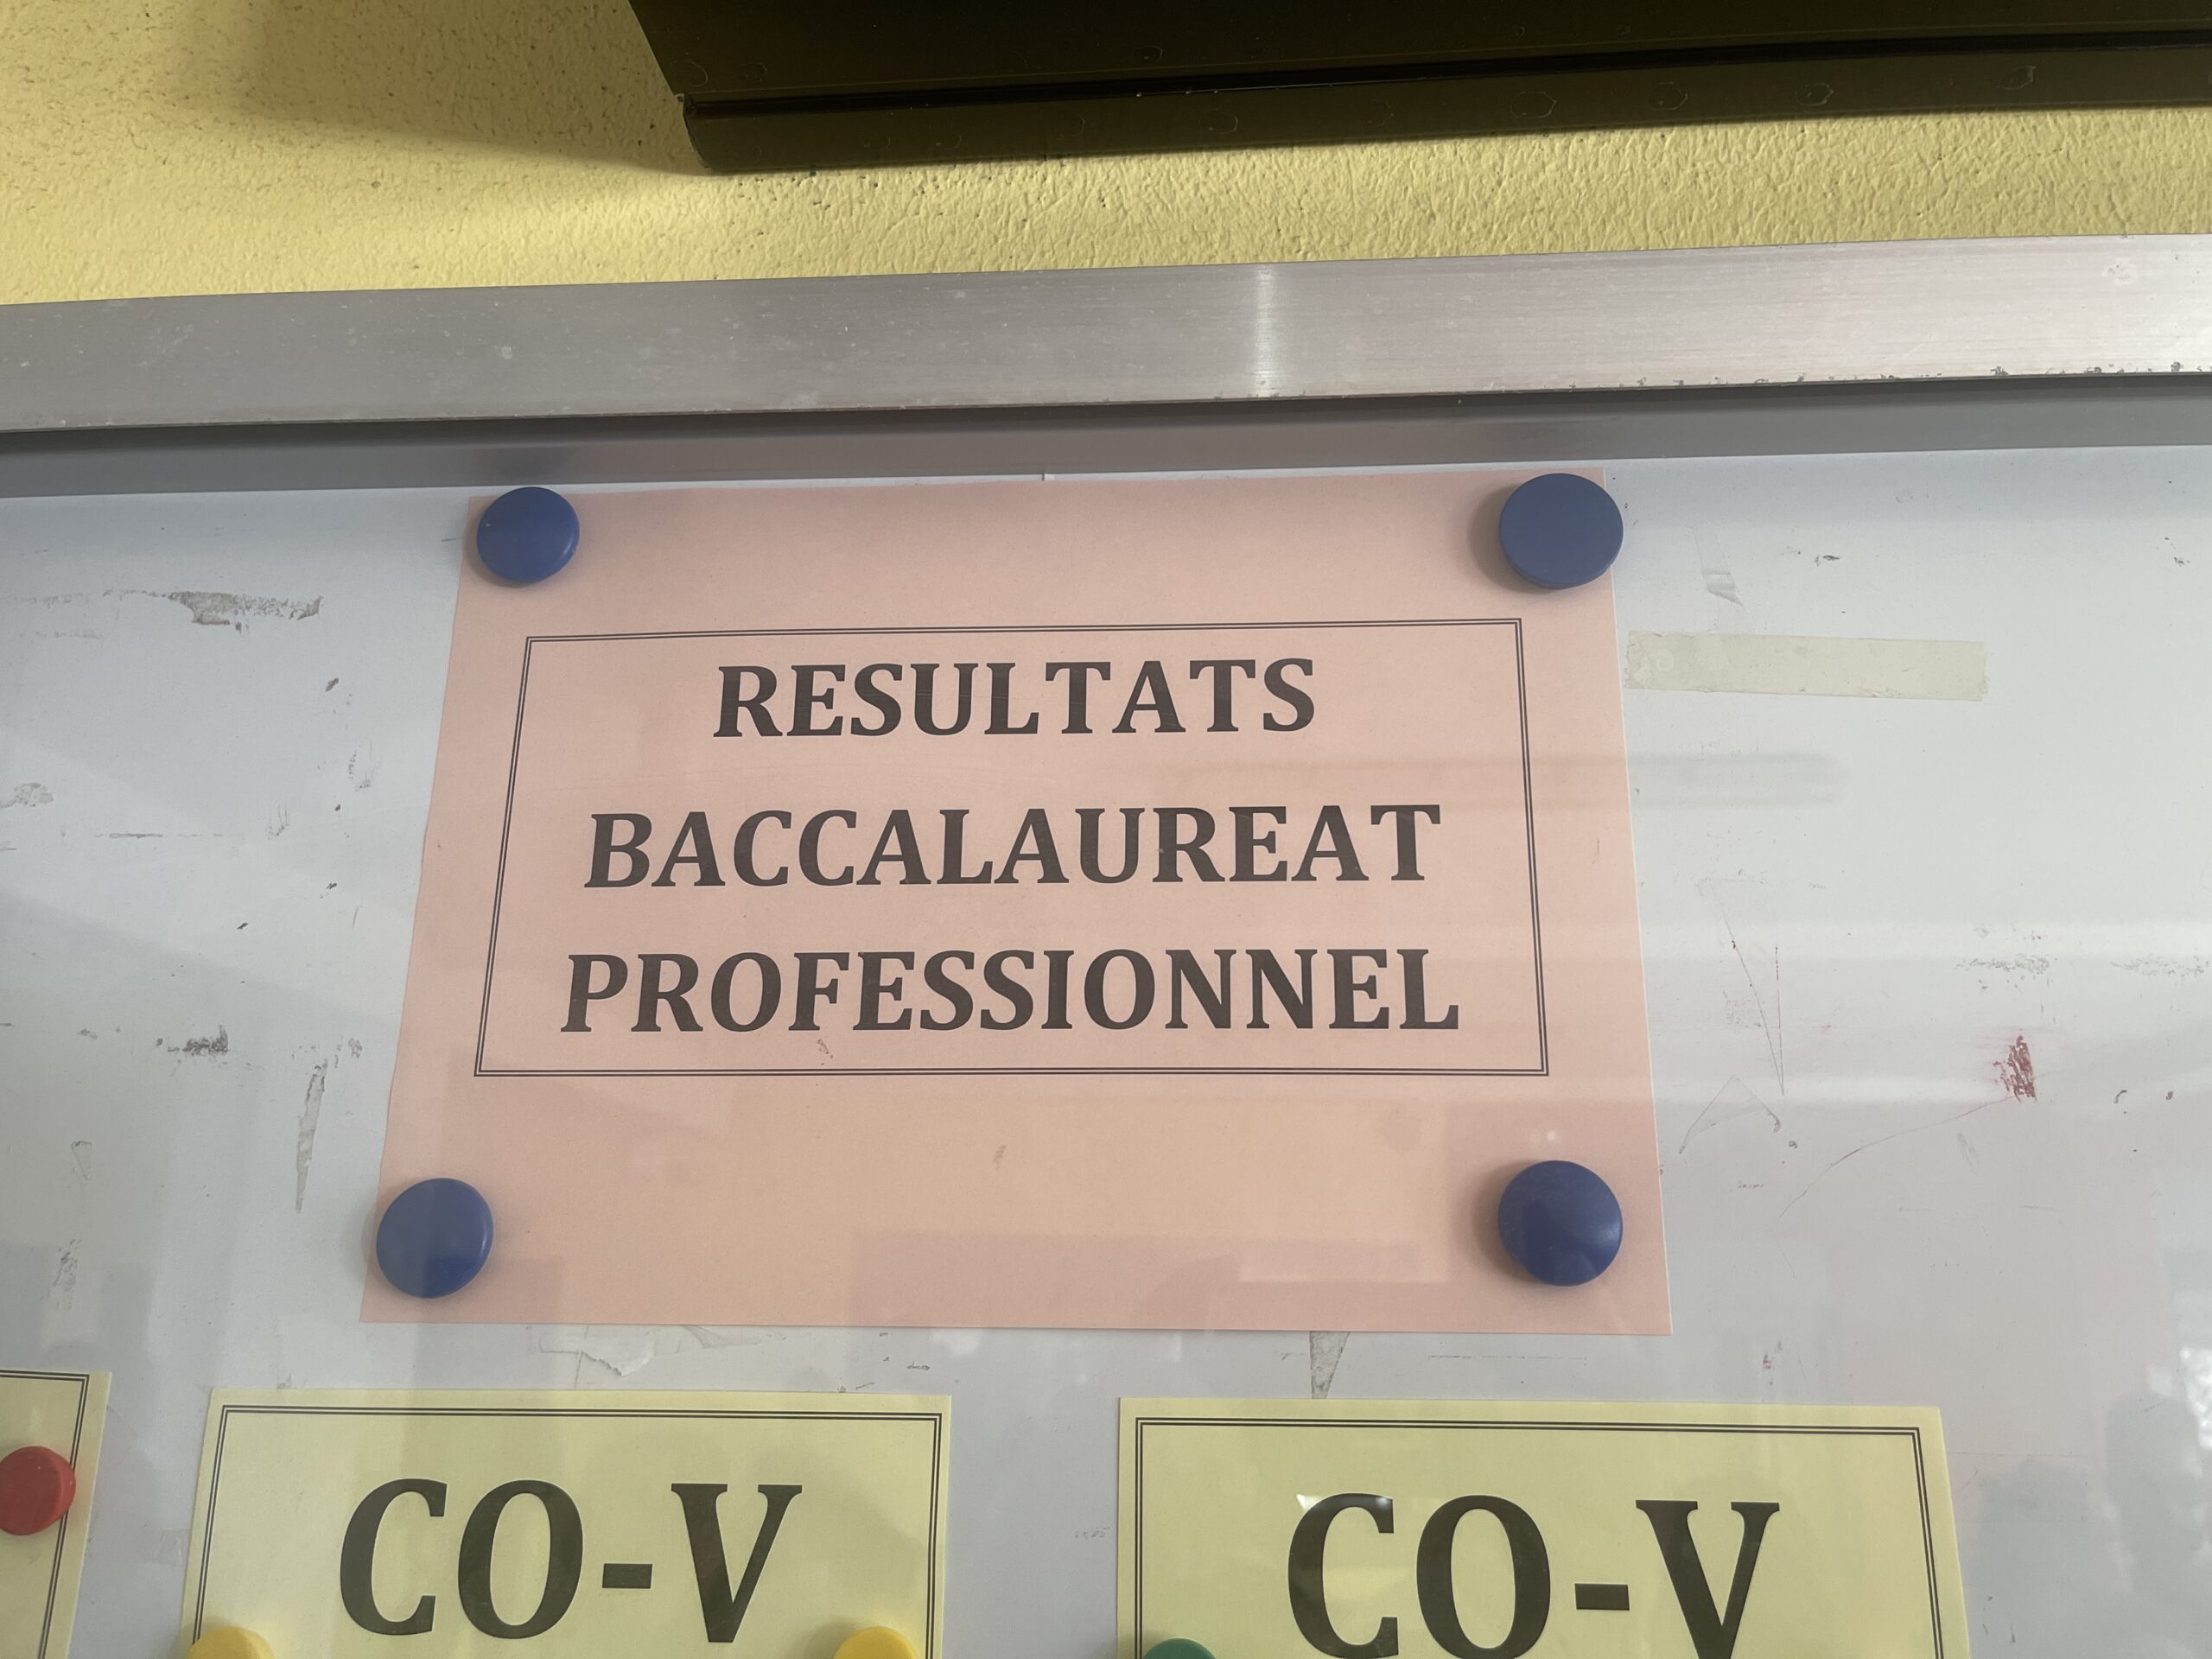 RESULTATS
BACCALAUREAT
PROFESSIONNEL
CO-V
CO-V